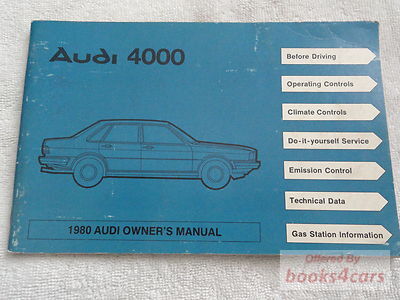 Audi 4000
Before Driving
Operating Controls
Climate Controls
Do-it-yourself Service
Emission Control
Technical Data
Gas Station Information
1980 AUDI OWNER'S MANUAL
Offered By
books4cars